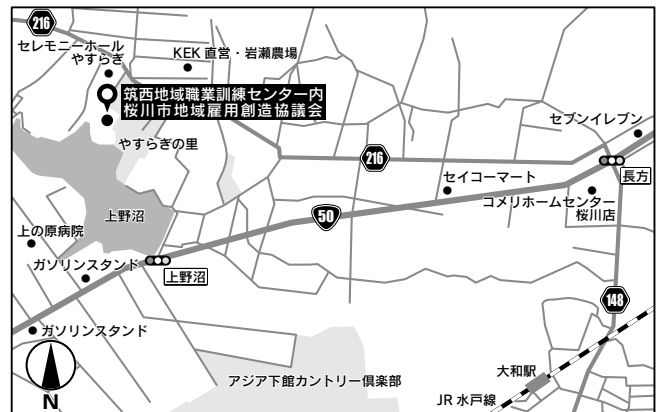 216
セレモニーホール
やすらぎ
KEK 直営・岩瀬農場
筑西地域職業訓練センター内
桜川市地域雇用創造協議会
やすらぎの里
セブンイレブン
216
長方
セイコーマート
コメリホームセンター
桜川店
上野沼
50
上の原病院
ガソリンスタンド
上野沼
148
ガソリンスタンド
大和駅
アジア下館カントリー倶楽部
JR 水戸線
N